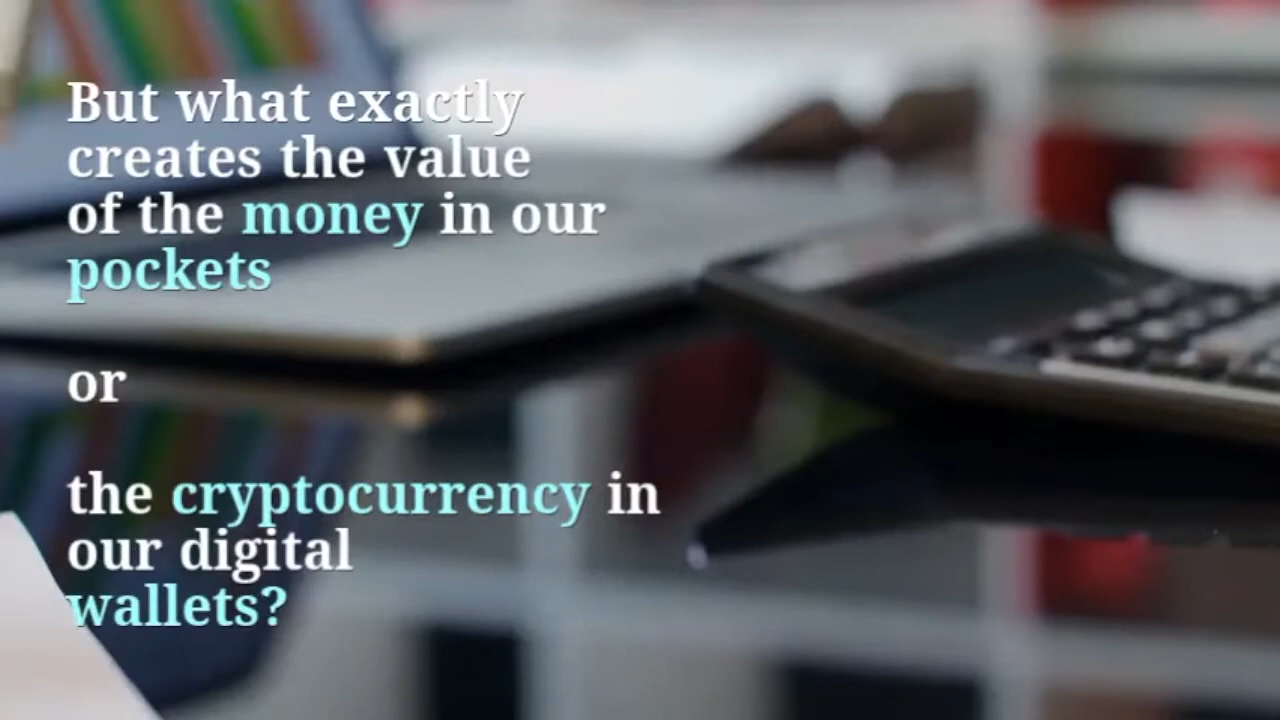 But what exactly
creates the value
of the money in our
pockets
or
the cryptocurrency in
our digital
wallets?